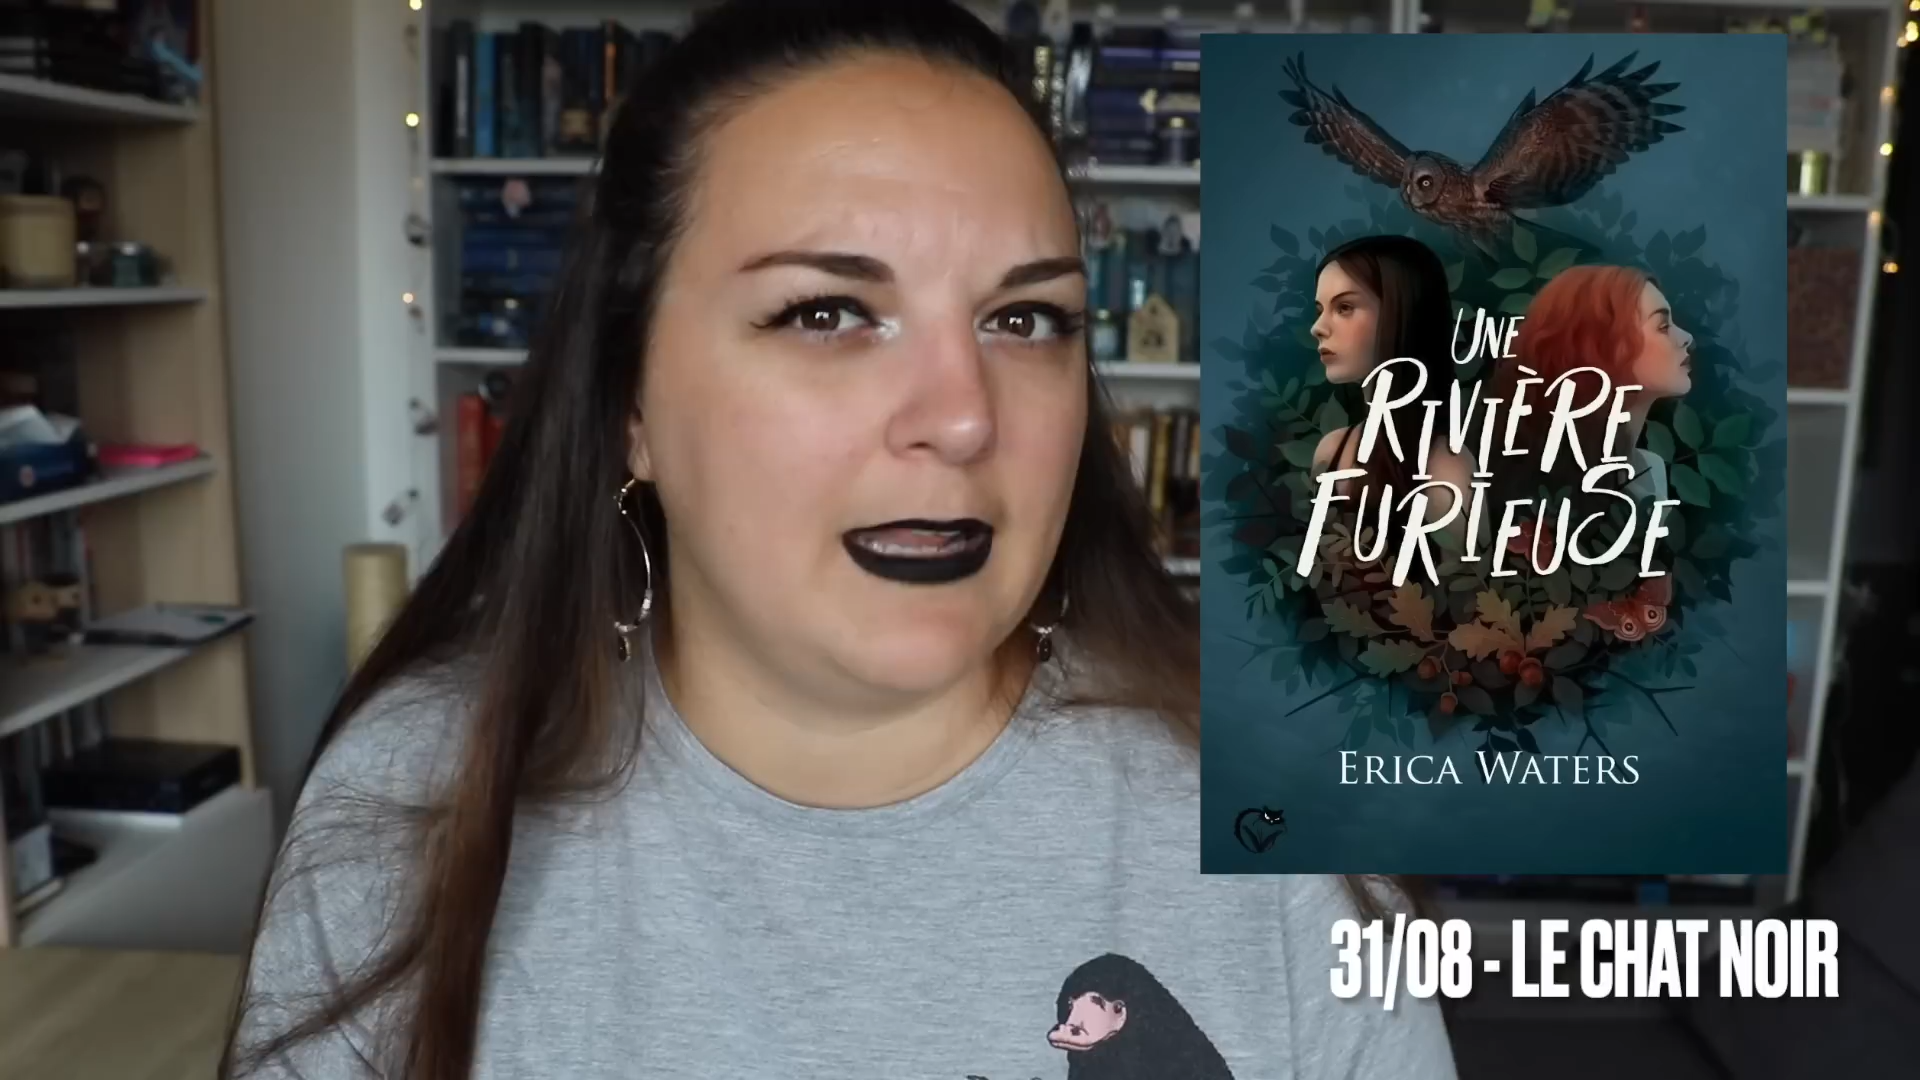 UNE
RIVIÈRE
FURIEUSE
ERICA WATERS
31/08 - LE CHAT NOIR